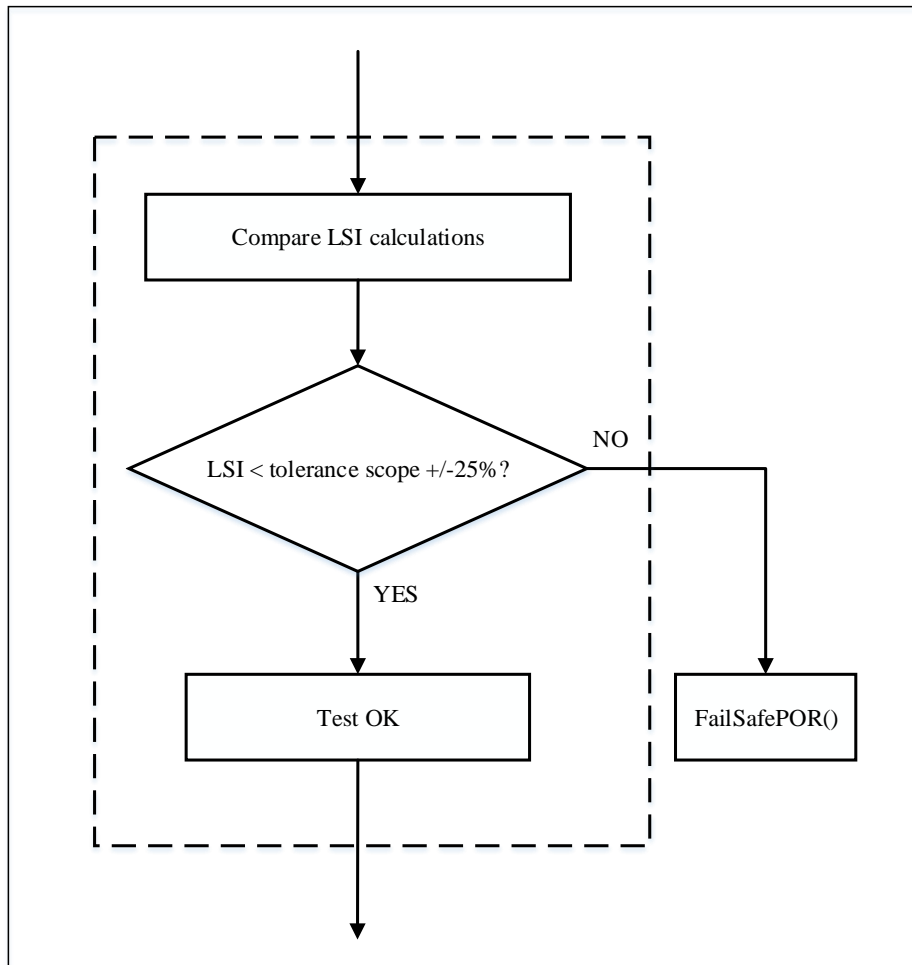 Compare LSI calculations
LSI < tolerance scope +/-25%?
NO
YES
Test OK
FailSafePOR()